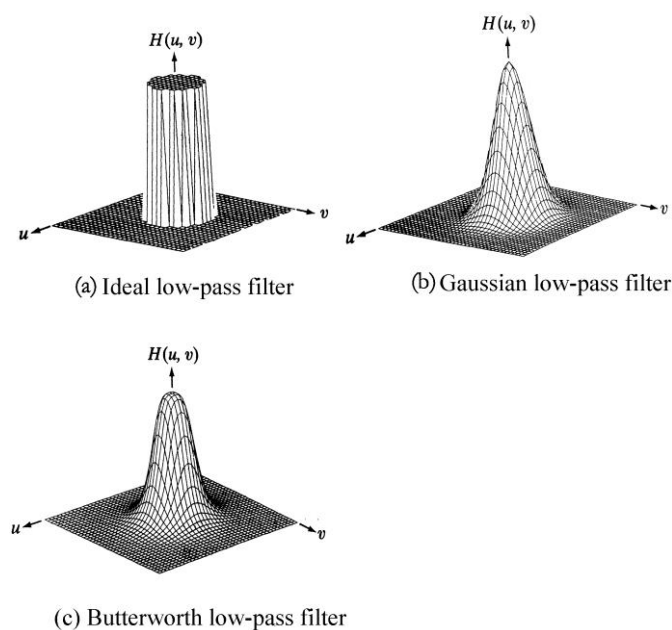 H(u, v)
H(u, v)
u
v
u
v
(a) Ideal low-pass filter
(b) Gaussian low-pass filter
H(u, v)
u
v
(c) Butterworth low-pass filter